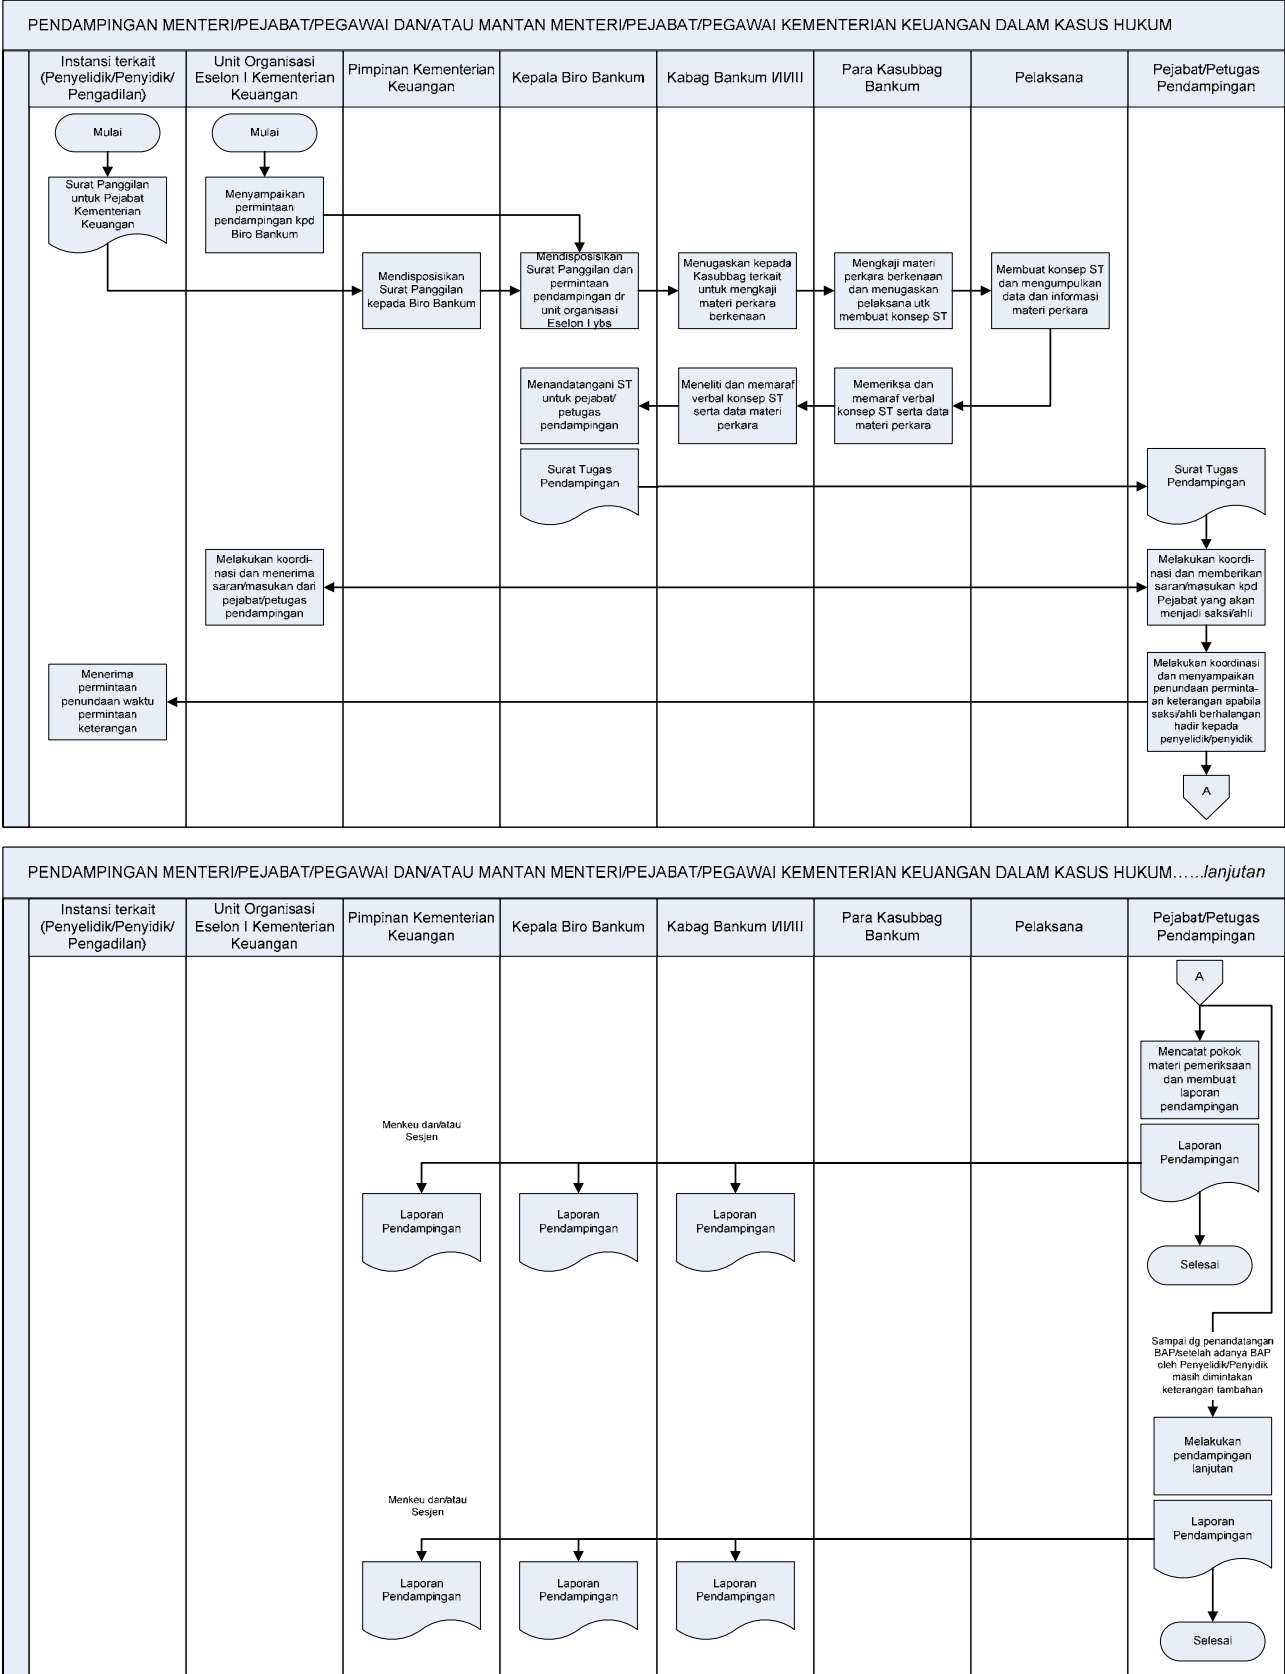 PENDAMPINGAN MENTERI/PEJABAT/PEGAWAI DAN/ATAU MANTAN MENTERI/PEJABAT/PEGAWAI KEMENTERIAN KEUANGAN DALAM KASUS HUKUM
Instansi terkait
(Penyelidik/Penyidik/
Pengadilan)
Unit Organisasi
Eselon I Kementerian
Keuangan
Pimpinan Kementerian
Keuangan
Kepala Biro Bankum
Kabag Bankum I/II/III
Para Kasubbag
Bankum
Pelaksana
Pejabat/Petugas
Pendampingan
Mulai
Mulai
Surat Panggilan
untuk Pejabat
Kementerian
Keuangan
Menyampaikan
permintaan
pendampingan kpd
Biro Bankum
Mendisposisikan
Surat Panggilan
kepada Biro Bankum
Mendisposisikan
Surat Panggilan dan
permintaan
pendampingan dr
unit organisasi
Eselon I ybs
Menugaskan kepada
Kasubbag terkait
untuk mengkaji
materi perkara
berkenaan
Mengkaji materi
perkara berkenaan
dan menugaskan
pelaksana utk
membuat konsep ST
Membuat konsep ST
dan mengumpulkan
data dan informasi
materi perkara
Menandatangani ST
untuk pejabat/
petugas
pendampingan
Meneliti dan memaraf
verbal konsep ST
serta data materi
perkara
Memeriksa dan
memaraf verbal
konsep ST serta data
materi perkara
Surat Tugas
Pendampingan
Surat Tugas
Pendampingan
Melakukan koordi-
nasi dan menerima
saran/masukan dari
pejabat/petugas
pendampingan
Melakukan koordi-
nasi dan memberikan
saran/masukan kpd
Pejabat yang akan
menjadi saksi/ahli
Menerima
permintaan
penundaan waktu
permintaan
keterangan
Melakukan koordinasi
dan menyampaikan
penundaan perminta-
an keterangan apabila
saksi/ahli berhalangan
hadir kepada
penyelidik/penyidik
A
PENDAMPINGAN MENTERI/PEJABAT/PEGAWAI DAN/ATAU MANTAN MENTERI/PEJABAT/PEGAWAI KEMENTERIAN KEUANGAN DALAM KASUS HUKUM……lanjutan
Instansi terkait
(Penyelidik/Penyidik/
Pengadilan)
Unit Organisasi
Eselon I Kementerian
Keuangan
Pimpinan Kementerian
Keuangan
Kepala Biro Bankum
Kabag Bankum I/II/III
Para Kasubbag
Bankum
Pelaksana
Pejabat/Petugas
Pendampingan
A
Mencatat pokok
materi pemeriksaan
dan membuat
laporan
pendampingan
Menkeu dan/atau
Sesjen
Laporan
Pendampingan
Laporan
Pendampingan
Laporan
Pendampingan
Laporan
Pendampingan
Selesai
Sampai dg penandatangan
BAP/setelah adanya BAP
oleh Penyelidik/Penyidik
masih dimintakan
keterangan tambahan
Melakukan
pendampingan
lanjutan
Menkeu dan/atau
Sesjen
Laporan
Pendampingan
Laporan
Pendampingan
Laporan
Pendampingan
Laporan
Pendampingan
Selesai